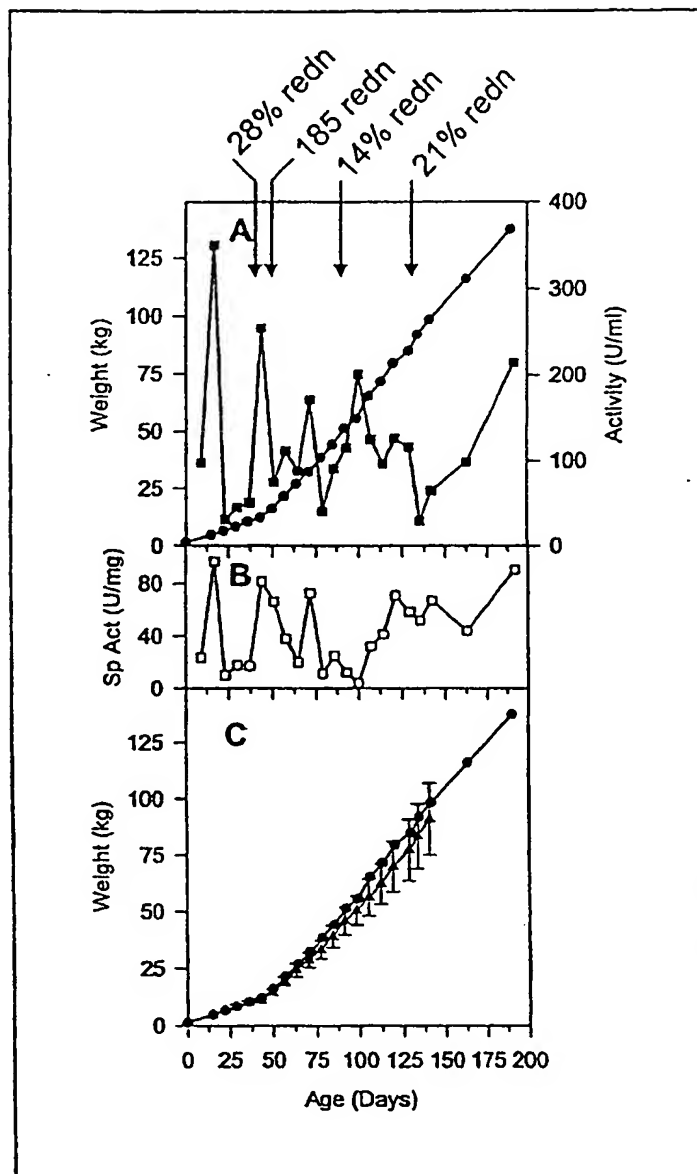 28% redn
185 redn
14% redn
21% redn
A
Weight (kg)
125
100
75
50
25
0
400
300
200
100
0
Activity (U/ml)
B
Sp Act (U/mg)
80
40
0
C
Weight (kg)
125
100
75
50
25
0
0 25 50 75 100 125 150 175 200
Age (Days)